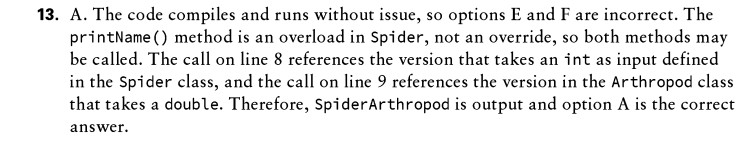 13. A. The code compiles and runs without issue, so options E and F are incorrect. The
printName() method is an overload in Spider, not an override, so both methods may
be called. The call on line 8 references the version that takes an int as input defined
in the Spider class, and the call on line 9 references the version in the Arthropod class
that takes a double. Therefore, SpiderArthropod is output and option A is the correct
answer.